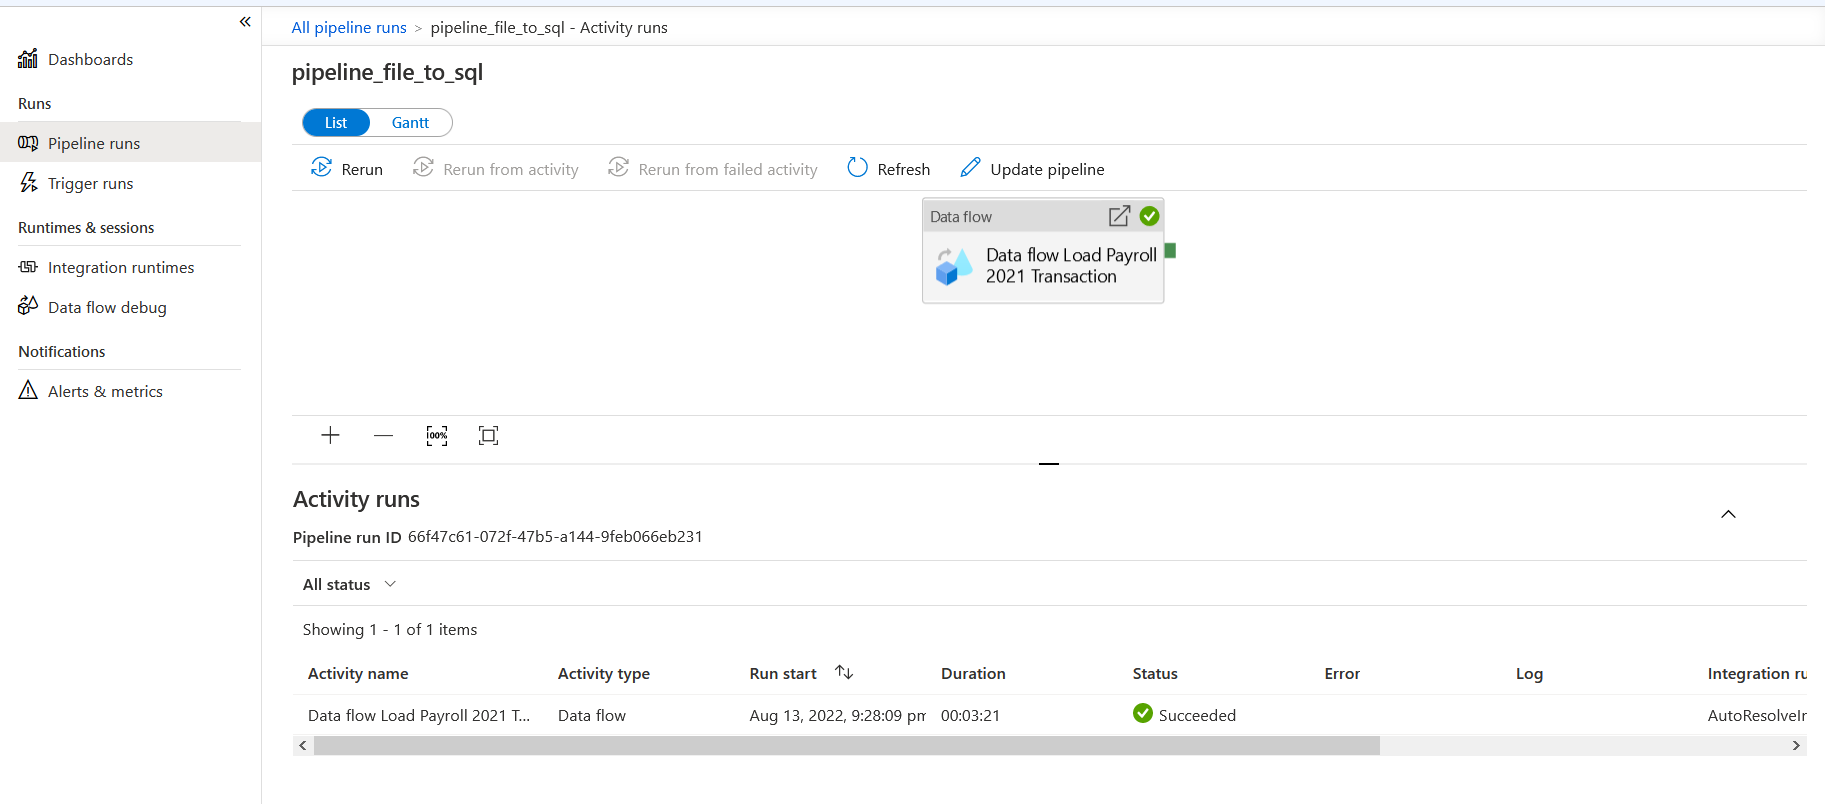 All pipeline runs > pipeline_file_to_sql - Activity runs
Dashboards
Runs
Pipeline runs
Trigger runs
Runtimes & sessions
Integration runtimes
Data flow debug
Notifications
Alerts & metrics
pipeline_file_to_sql
List Gantt
Rerun Rerun from activity Rerun from failed activity Refresh Update pipeline
Data flow
Data flow Load Payroll
2021 Transaction
100%
Activity runs
Pipeline run ID 66f47c61-072f-47b5-a144-9feb066eb231
All status
Showing 1 - 1 of 1 items
Activity name Activity type Run start Duration Status Error Log Integration ru
Data flow Load Payroll 2021 T... Data flow Aug 13, 2022, 9:28:09 pm 00:03:21 Succeeded AutoResolveIn